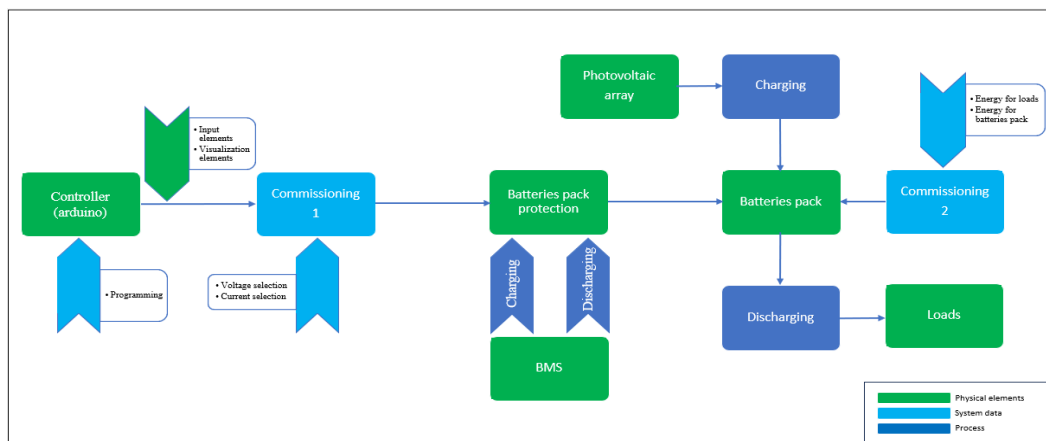 Photovoltaic
array
Charging
• Energy for loads
• Energy for
batteries pack
• Input
elements
• Visualization
elements
Controller
(arduino)
Commissioning
1
Batteries pack
protection
Batteries pack
Commissioning
2
• Programming
• Voltage selection
• Current selection
Charging
Discharging
Discharging
Loads
BMS
Physical elements
System data
Process